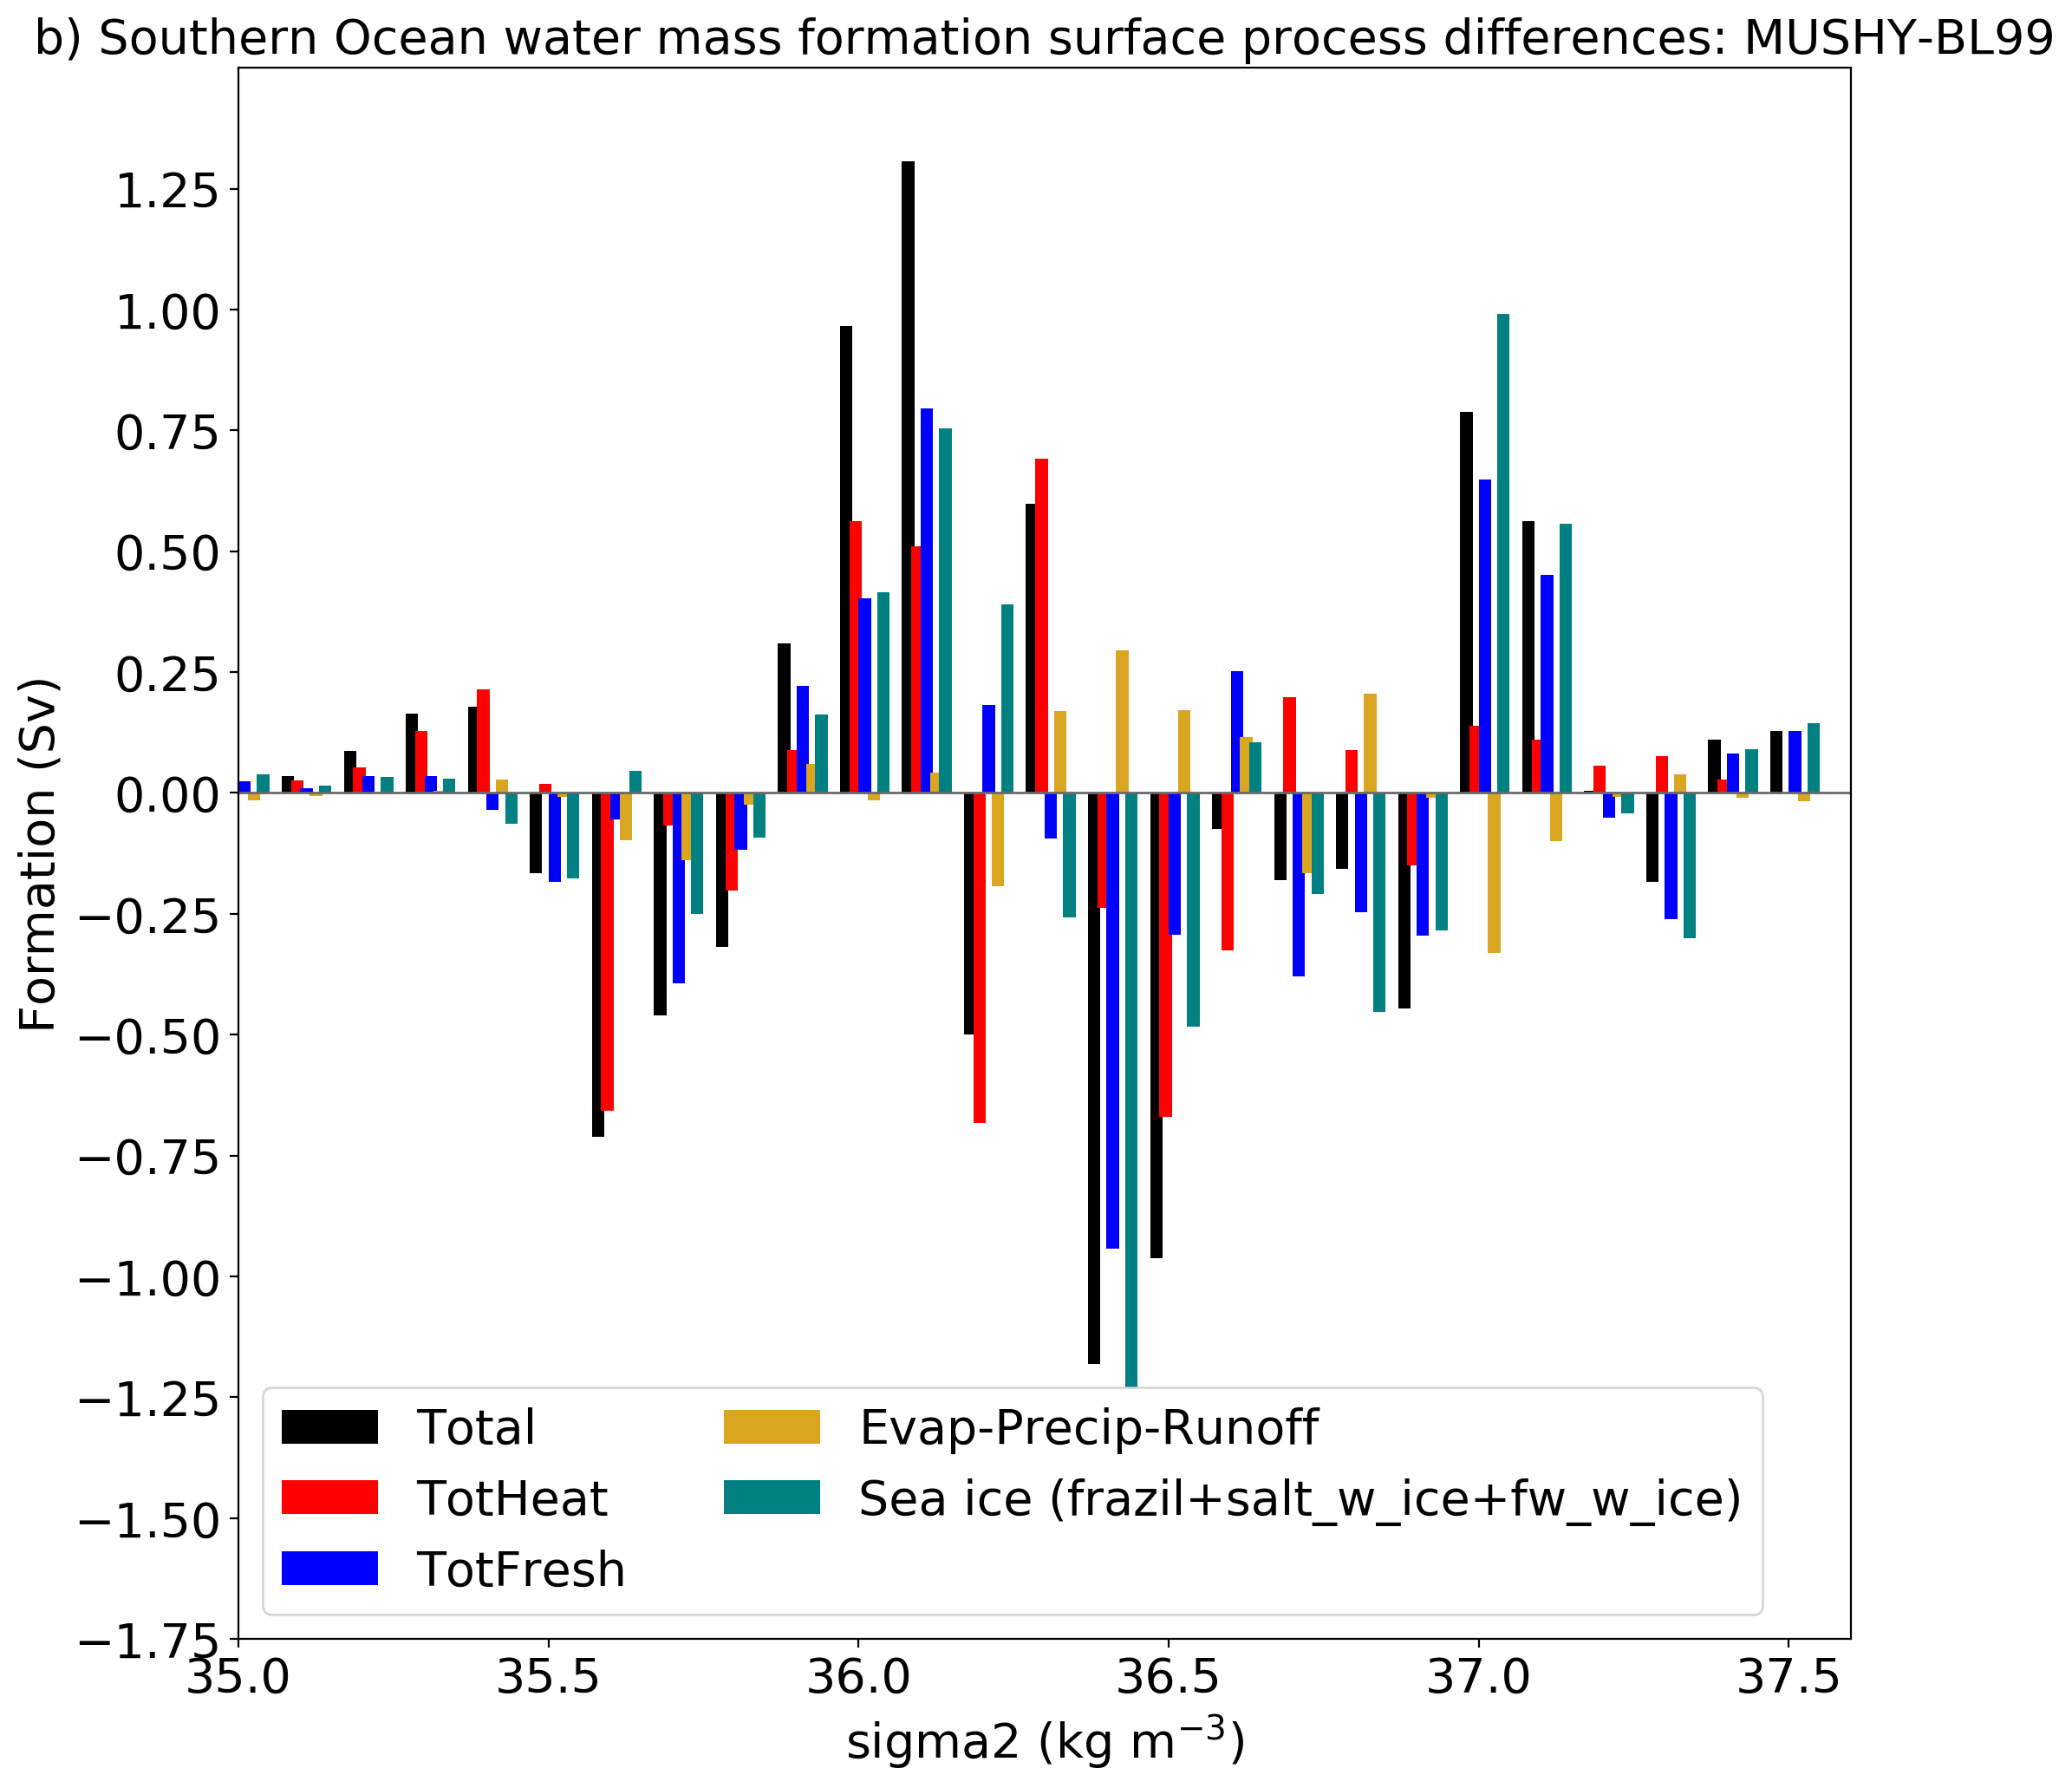 b) Southern Ocean water mass formation surface process differences: MUSHY-BL99
Formation (Sv)
1.25
1.00
0.75
0.50
0.25
0.00
−0.25
−0.50
−0.75
−1.00
−1.25
−1.50
−1.75
Total
TotHeat
TotFresh
Evap-Precip-Runoff
Sea ice (frazil+salt_w_ice+fw_w_ice)
35.0 35.5 36.0 36.5 37.0 37.5
sigma2 (kg m⁻³)